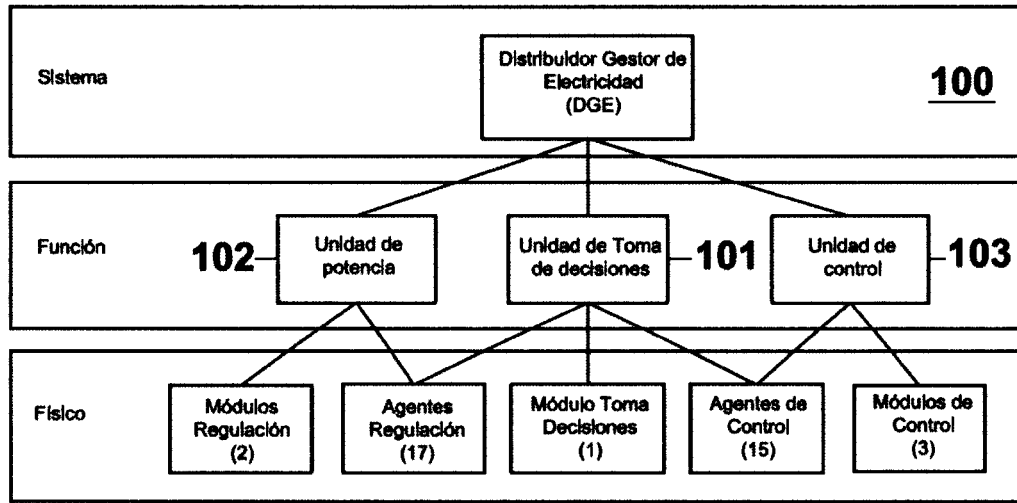 Sistema
Distribuidor Gestor de
Electricidad
(DGE)
100
Función
102
Unidad de
potencia
Unidad de Toma
de decisiones
101
Unidad de
control
103
Físico
Módulos
Regulación
(2)
Agentes
Regulación
(17)
Módulo Toma
Decisiones
(1)
Agentes de
Control
(15)
Módulos de
Control
(3)